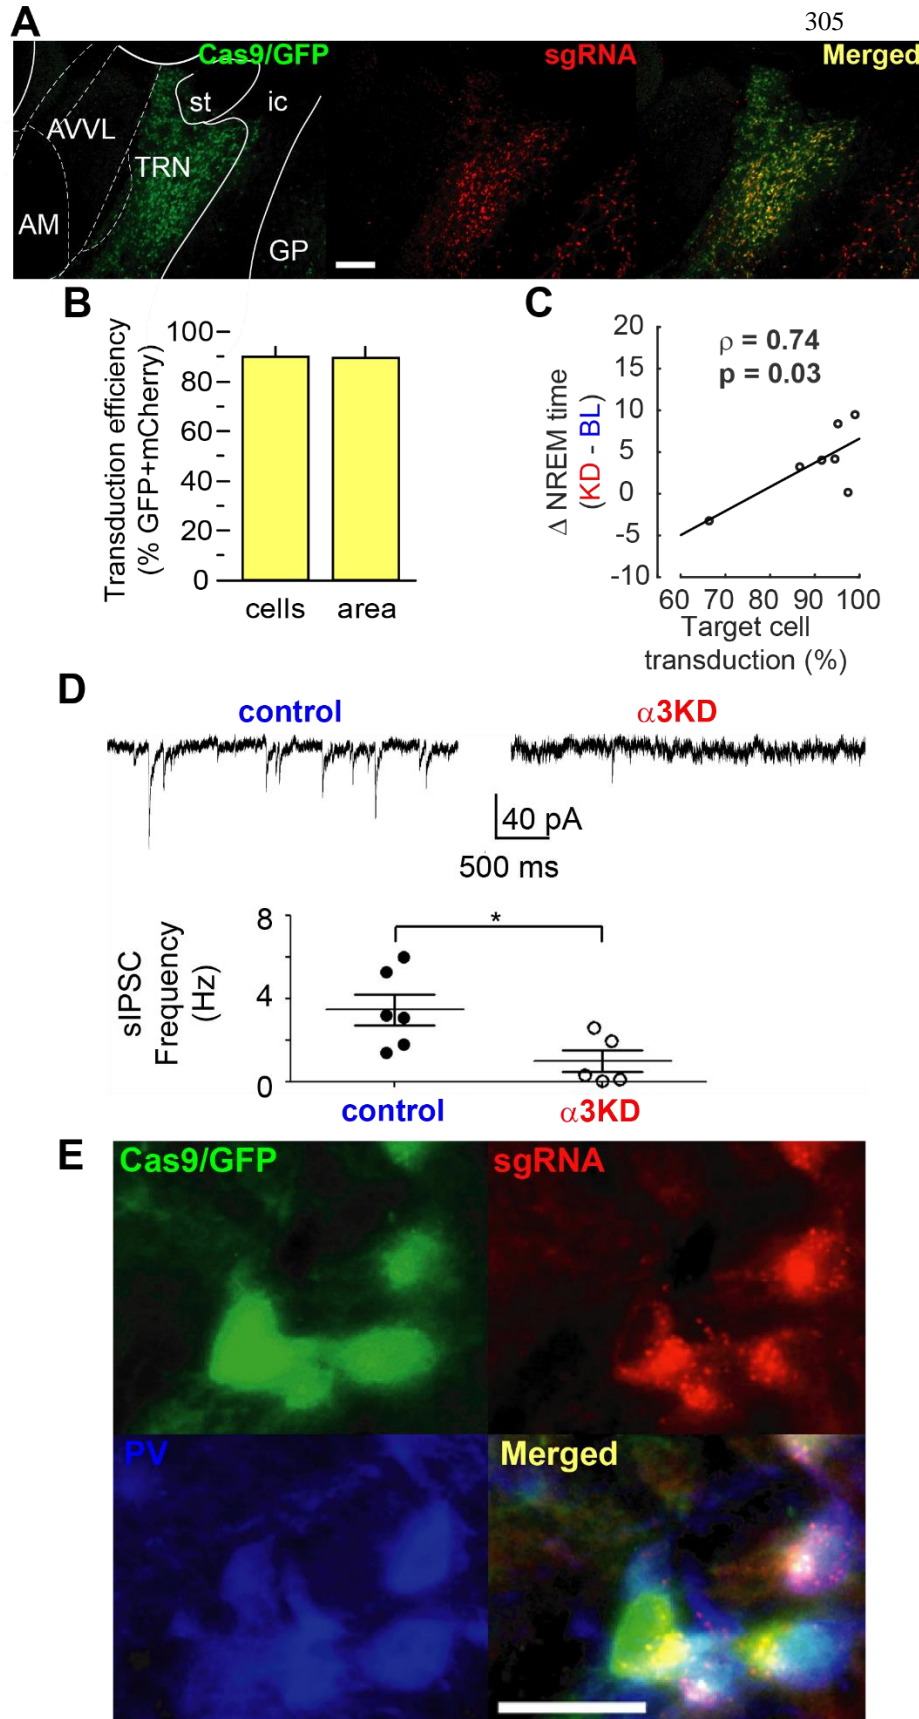 A
305
Cas9/GFP
sgRNA
Merged
st
ic
AVVL
TRN
AM
GP
B
Transduction efficiency
(% GFP+mCherry)
100
80
60
40
20
0
cells
area
C
Δ NREM time
(KD - BL)
20
15
10
5
0
-5
-10
ρ = 0.74
p = 0.03
60 70 80 90 100
Target cell
transduction (%)
D
control
α3KD
40 pA
500 ms
sIPSC
Frequency
(Hz)
8
4
0
*
control
α3KD
E
Cas9/GFP
sgRNA
PV
Merged